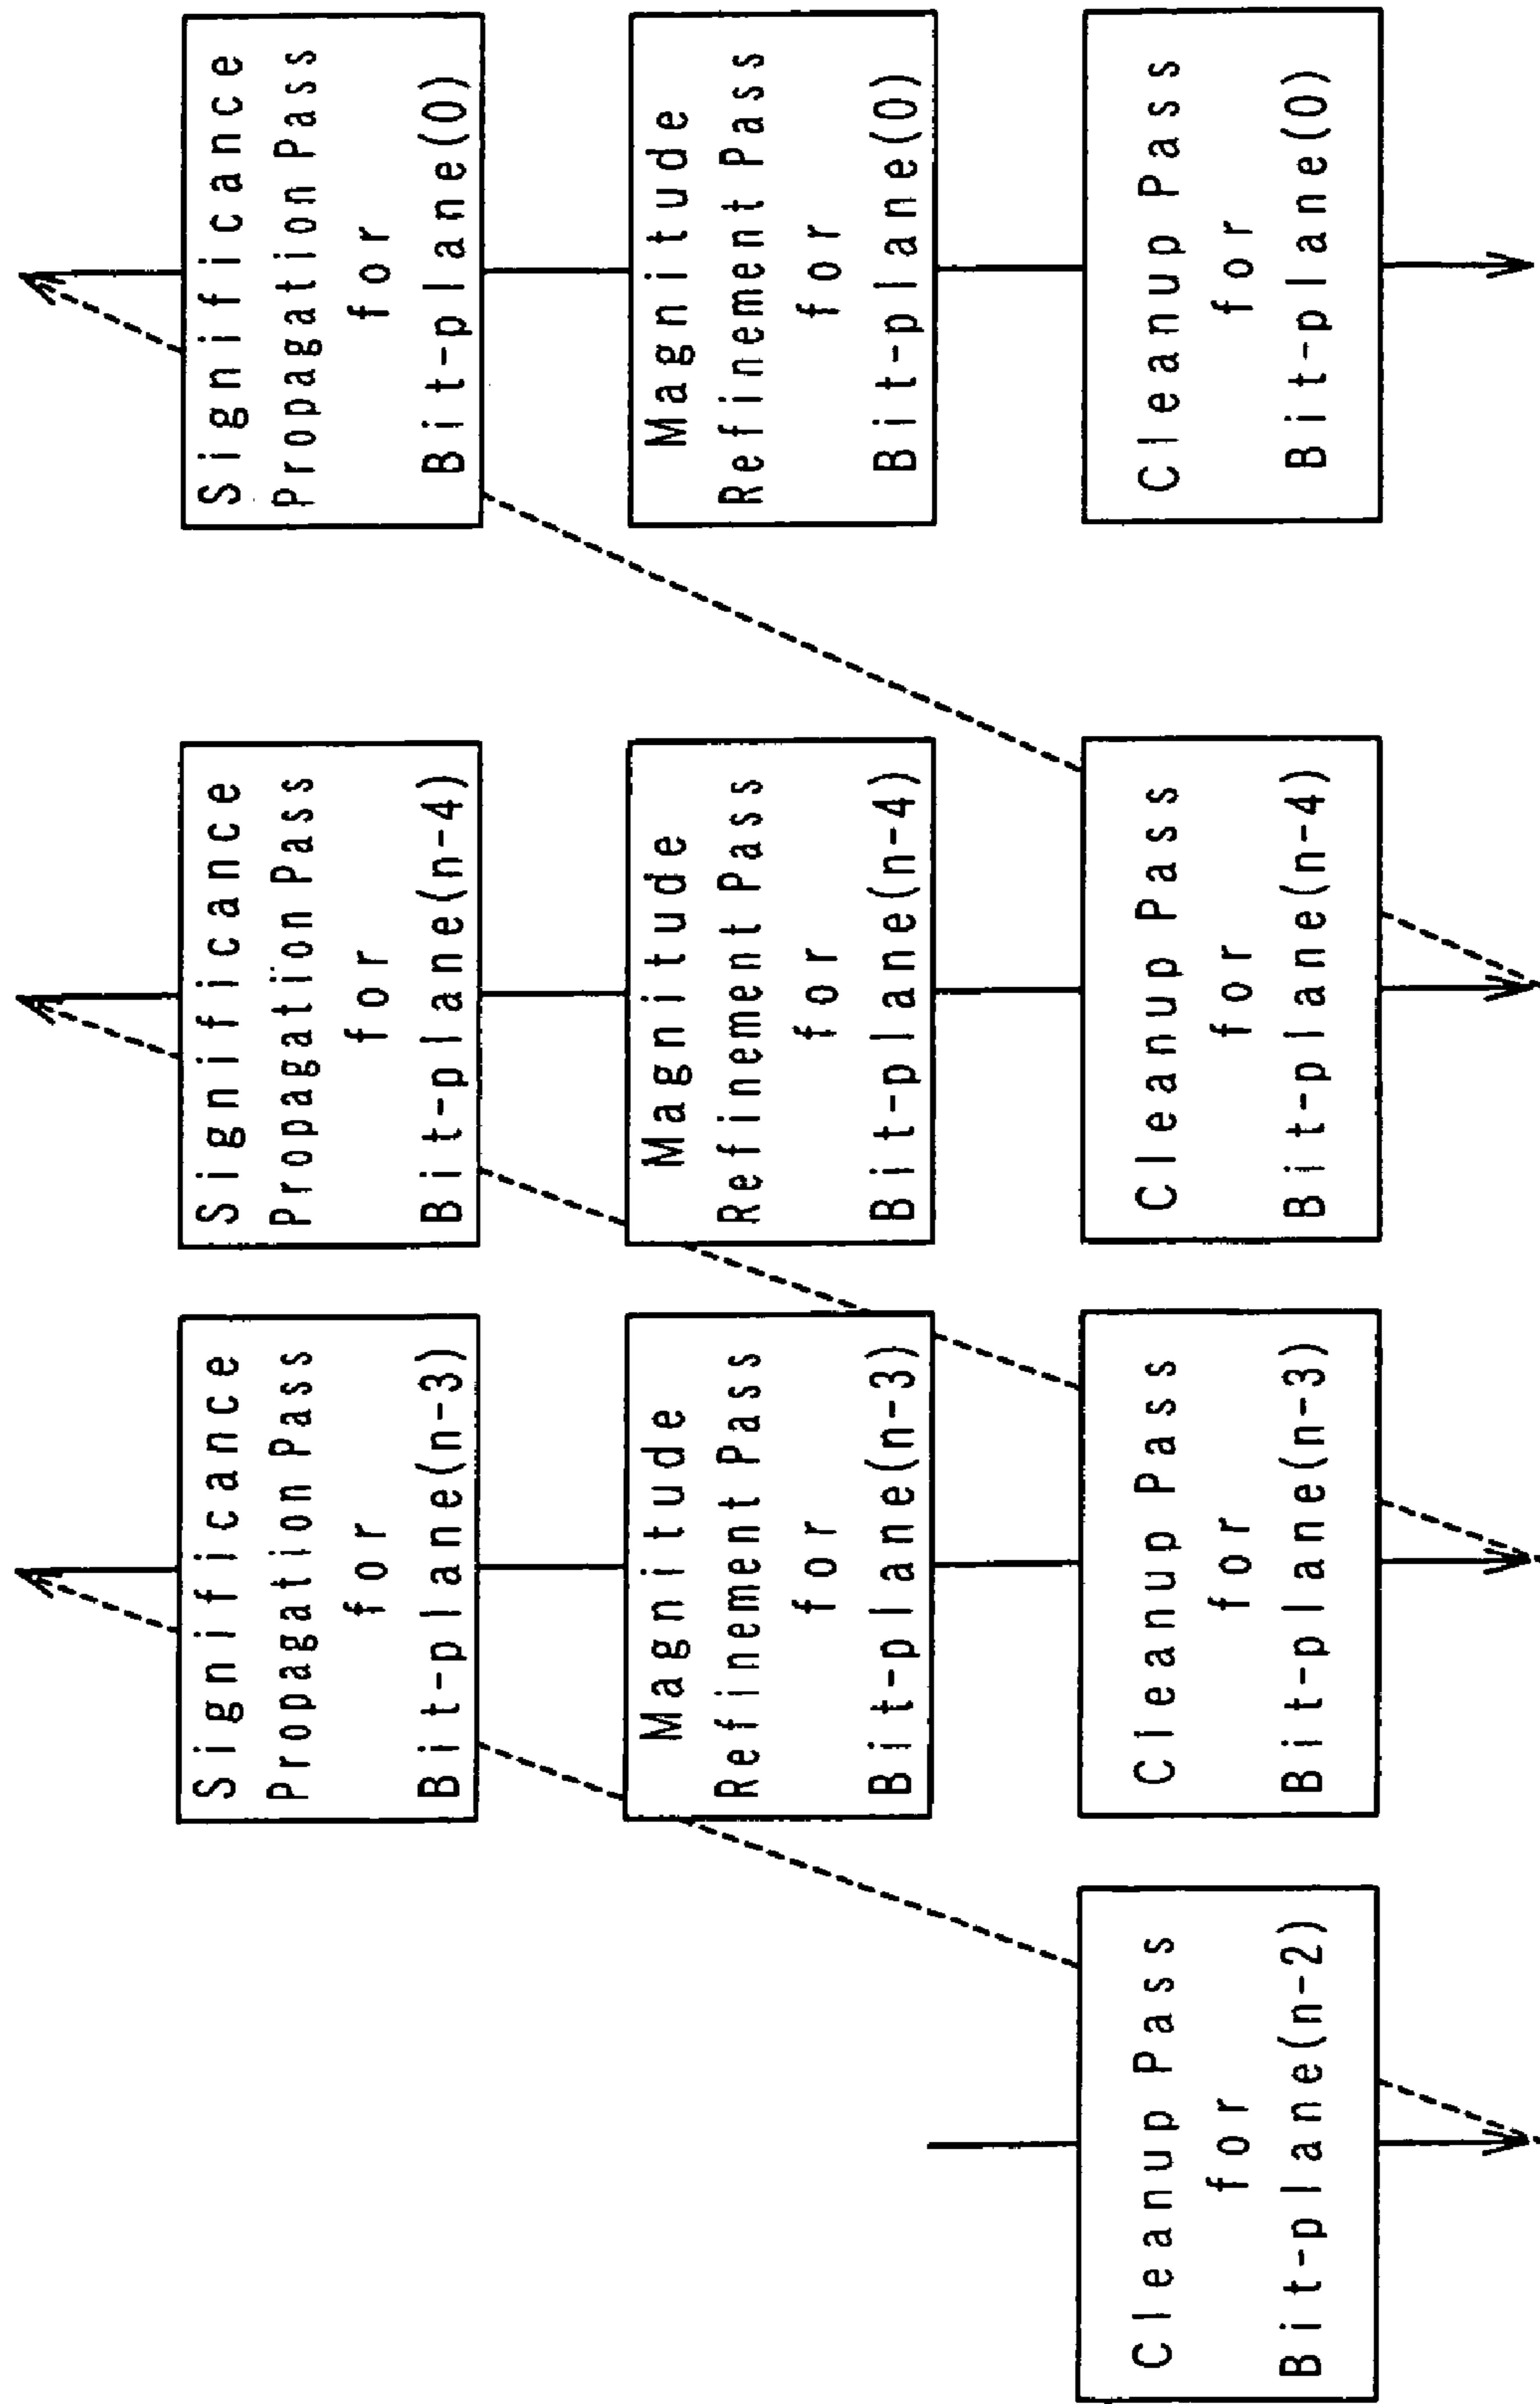 Cleanup Pass
for
Bit-plane(n-2)
Significance
Propagation Pass
for
Bit-plane(n-3)
Magnitude
Refinement Pass
for
Bit-plane(n-3)
Cleanup Pass
for
Bit-plane(n-3)
Significance
Propagation Pass
for
Bit-plane(n-4)
Magnitude
Refinement Pass
for
Bit-plane(n-4)
Cleanup Pass
for
Bit-plane(n-4)
Significance
Propagation Pass
for
Bit-plane(0)
Magnitude
Refinement Pass
for
Bit-plane(0)
Cleanup Pass
for
Bit-plane(0)